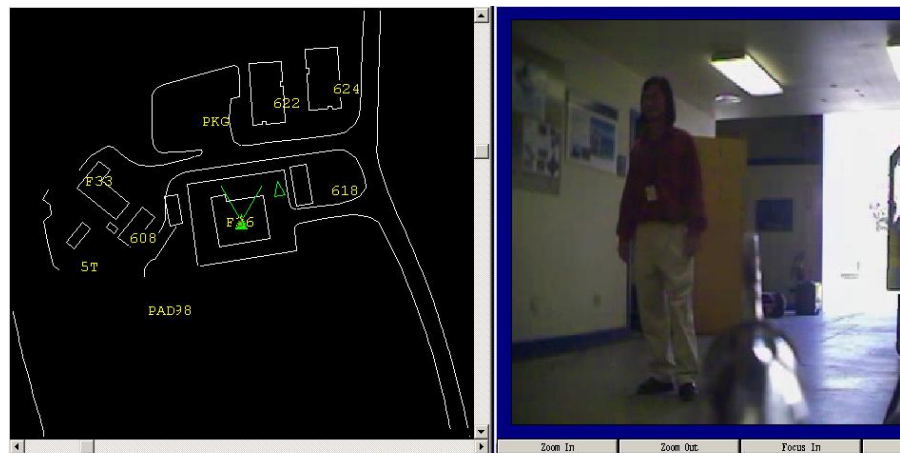 624
622
PKG
F33
618
608
5T
PAD98
Zoom In
Zoom Out
Focus In